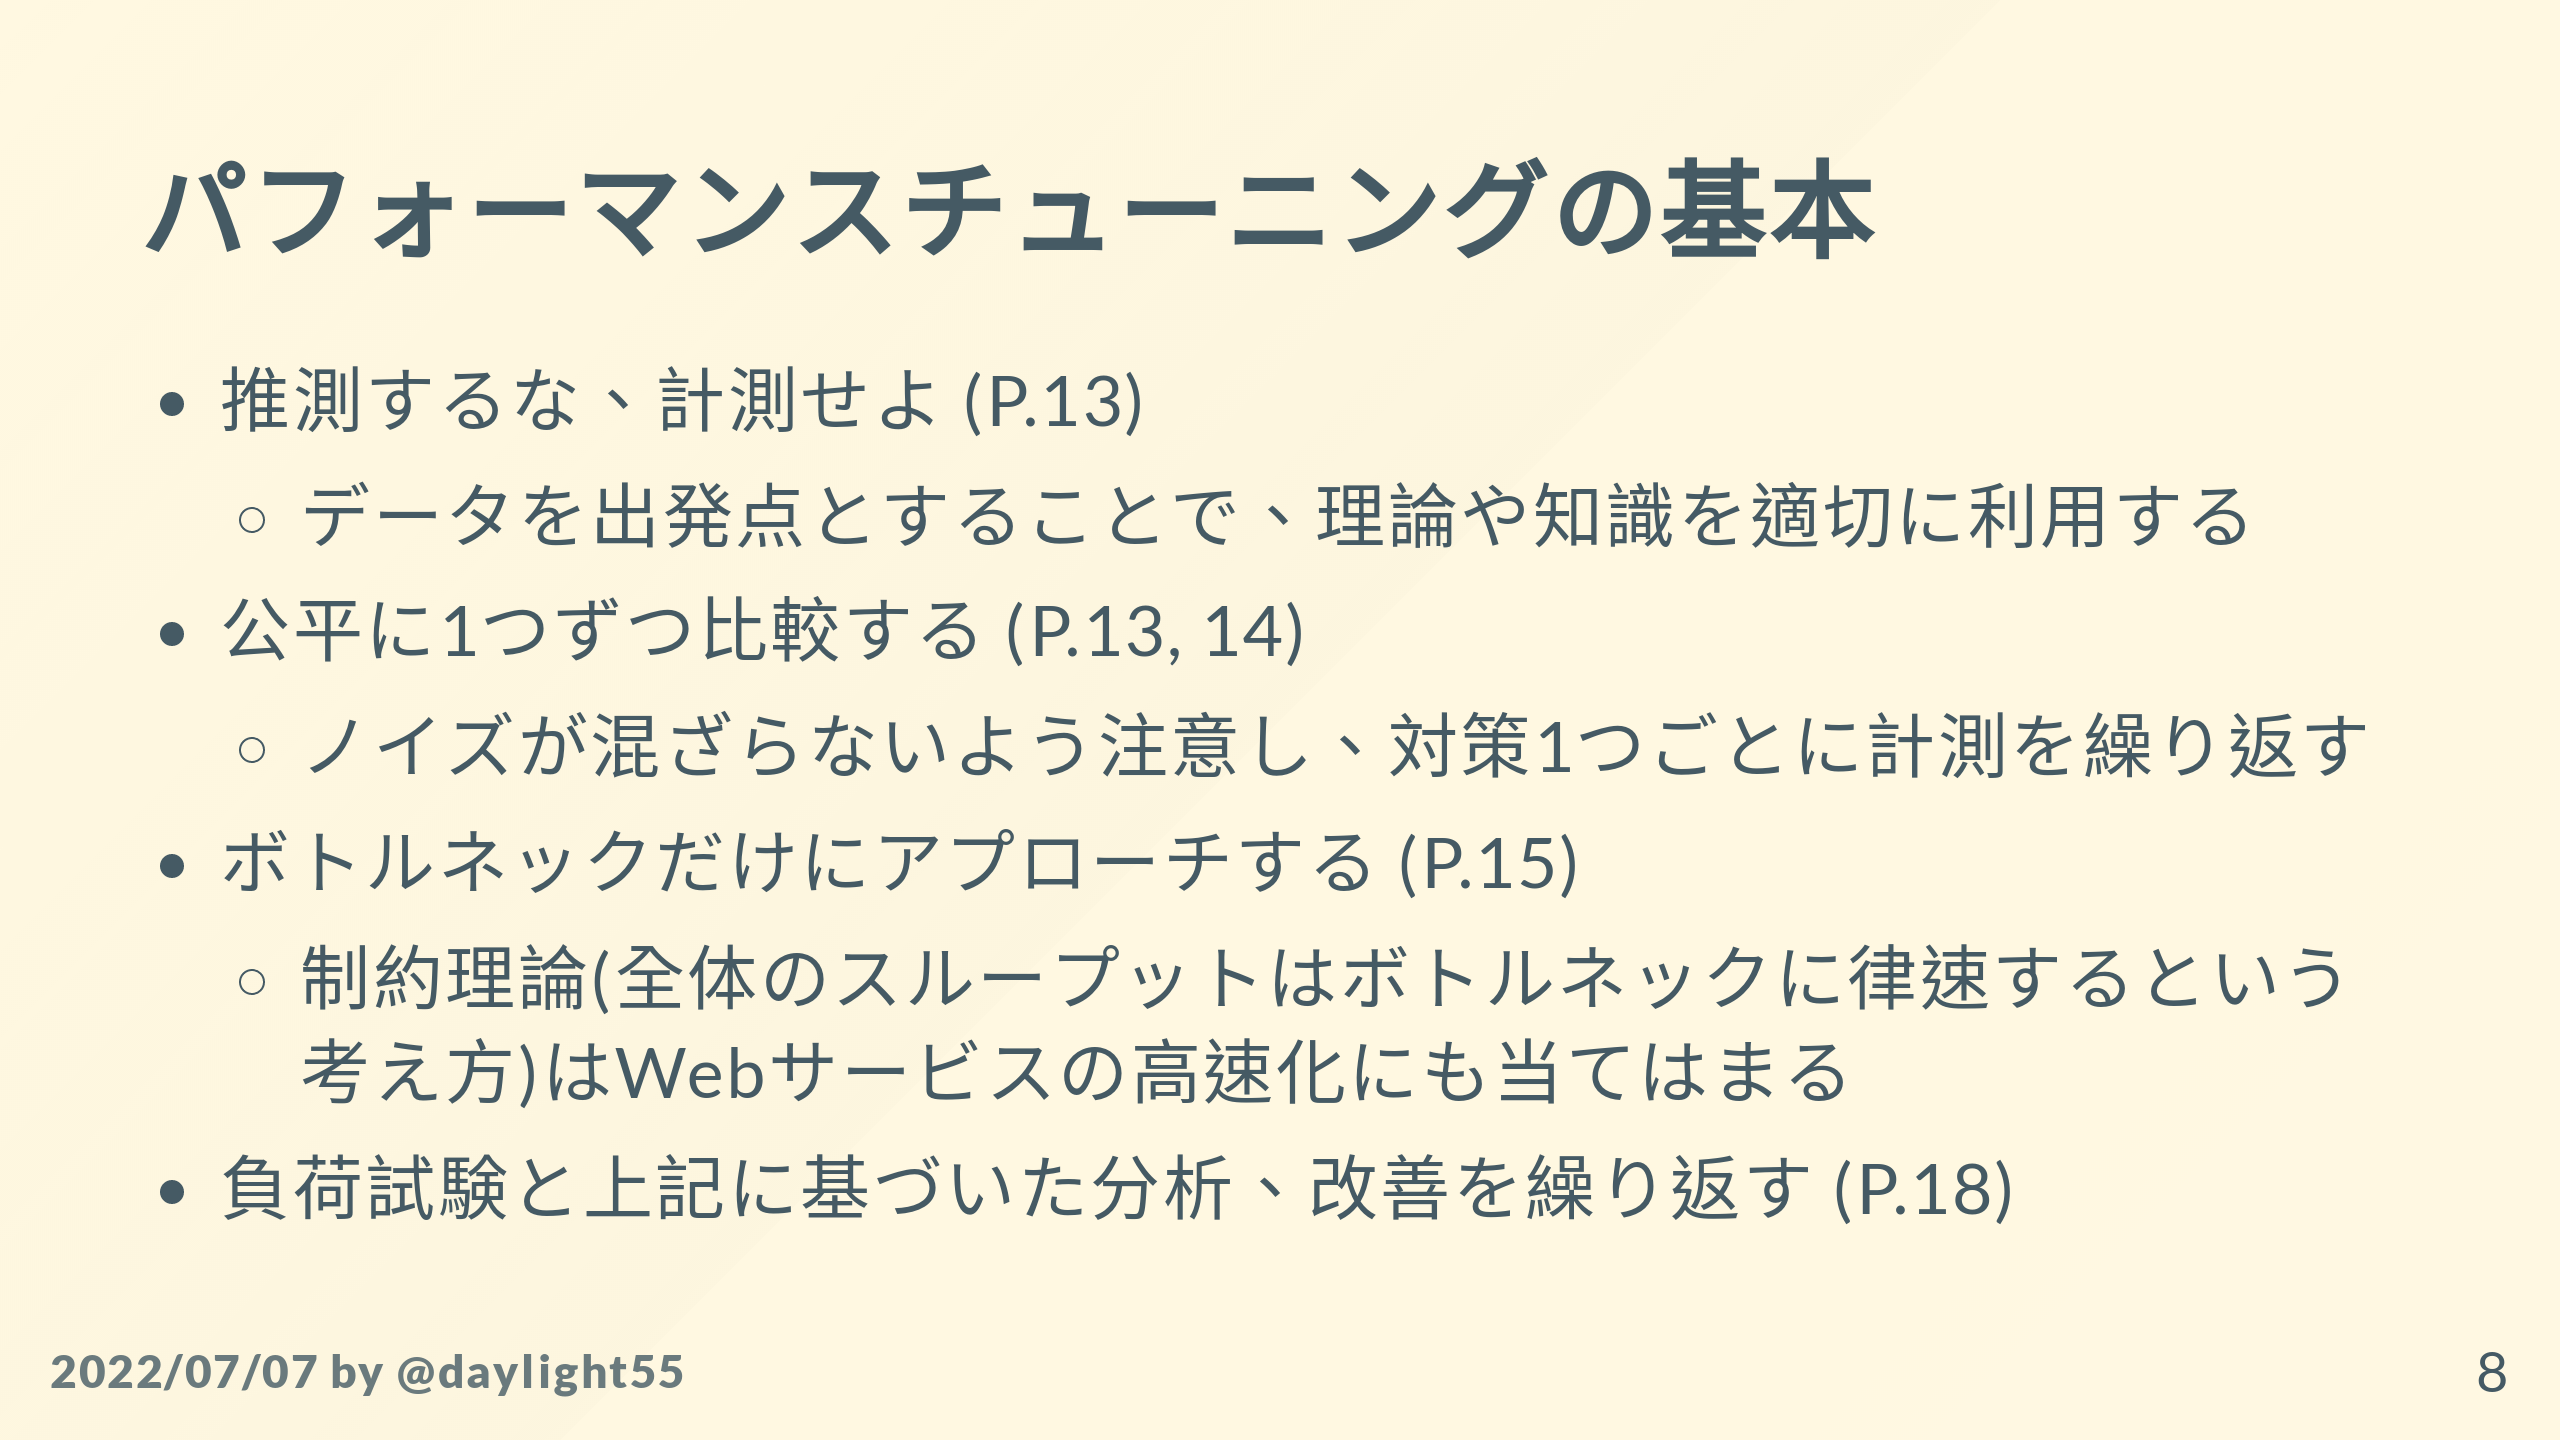 パフォーマンスチューニングの基本
• 推測するな、計測せよ (P.13)
○ データを出発点とすることで、理論や知識を適切に利用する
• 公平に1つずつ比較する (P.13, 14)
○ ノイズが混ざらないよう注意し、対策1つごとに計測を繰り返す
• ボトルネックだけにアプローチする (P.15)
○ 制約理論(全体のスループットはボトルネックに律速するという
考え方)はWebサービスの高速化にも当てはまる
• 負荷試験と上記に基づいた分析、改善を繰り返す (P.18)
2022/07/07 by @daylight55
8